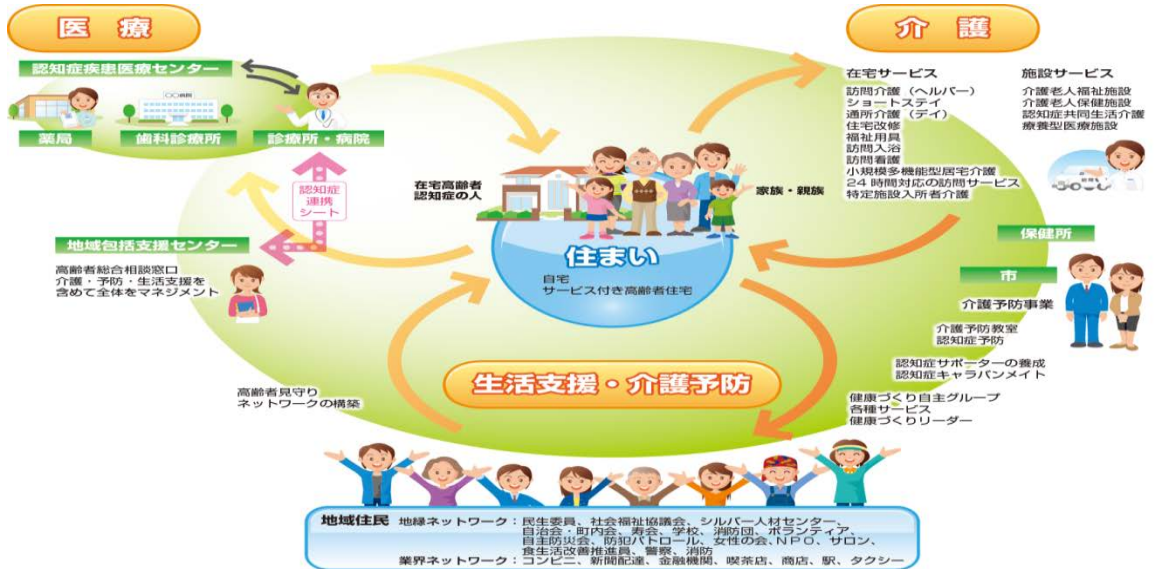 医療
認知症疾患医療センター
〇〇病院
薬局
歯科診療所
診療所・病院
認知症
連携
シート
地域包括支援センター
高齢者総合相談窓口
介護・予防・生活支援を
含めて全体をマネジメント
在宅高齢者
認知症の人
家族・親族
住まい
自宅
サービス付き高齢者住宅
介護
在宅サービス
訪問介護（ヘルパー）
ショートステイ
通所介護（デイ）
住宅改修
福祉用具
訪問入浴
訪問看護
小規模多機能型居宅介護
24時間対応の訪問サービス
特定施設入所者介護
施設サービス
介護老人福祉施設
介護老人保健施設
認知症共同生活介護
療養型医療施設
保健所
市
介護予防事業
介護予防教室
認知症予防
認知症サポーターの養成
認知症キャラバンメイト
健康づくり自主グループ
各種サービス
健康づくりリーダー
生活支援・介護予防
高齢者見守り
ネットワークの構築
地域住民 地縁ネットワーク：民生委員、社会福祉協議会、シルバー人材センター、
自治会・町内会、寿会、学校、消防団、ボランティア、
自主防災会、防犯パトロール、女性の会、NPO、サロン、
食生活改善推進員、警察、消防
業界ネットワーク：コンビニ、新聞配達、金融機関、喫茶店、商店、駅、タクシー